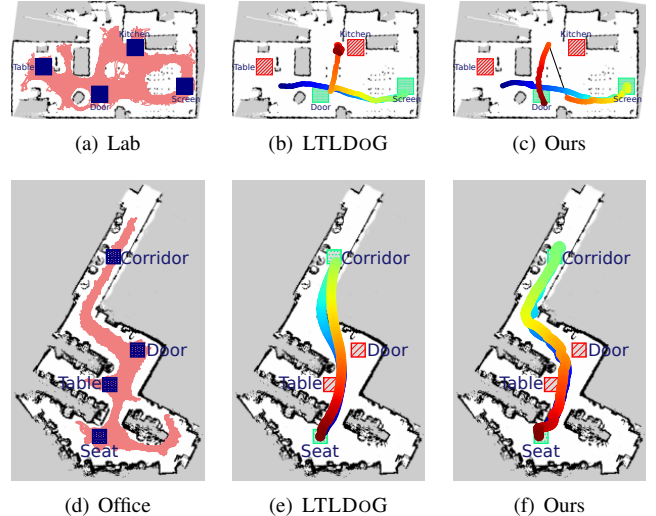 Kitchen
Table
Door
Screen
(a) Lab
Kitchen
Table
Door
Screen
(b) LTLDOG
Kitchen
Table
Door
Screen
(c) Ours
Corridor
Door
Table
Seat
(d) Office
Corridor
Door
Table
Seat
(e) LTLDOG
Corridor
Door
Table
Seat
(f) Ours